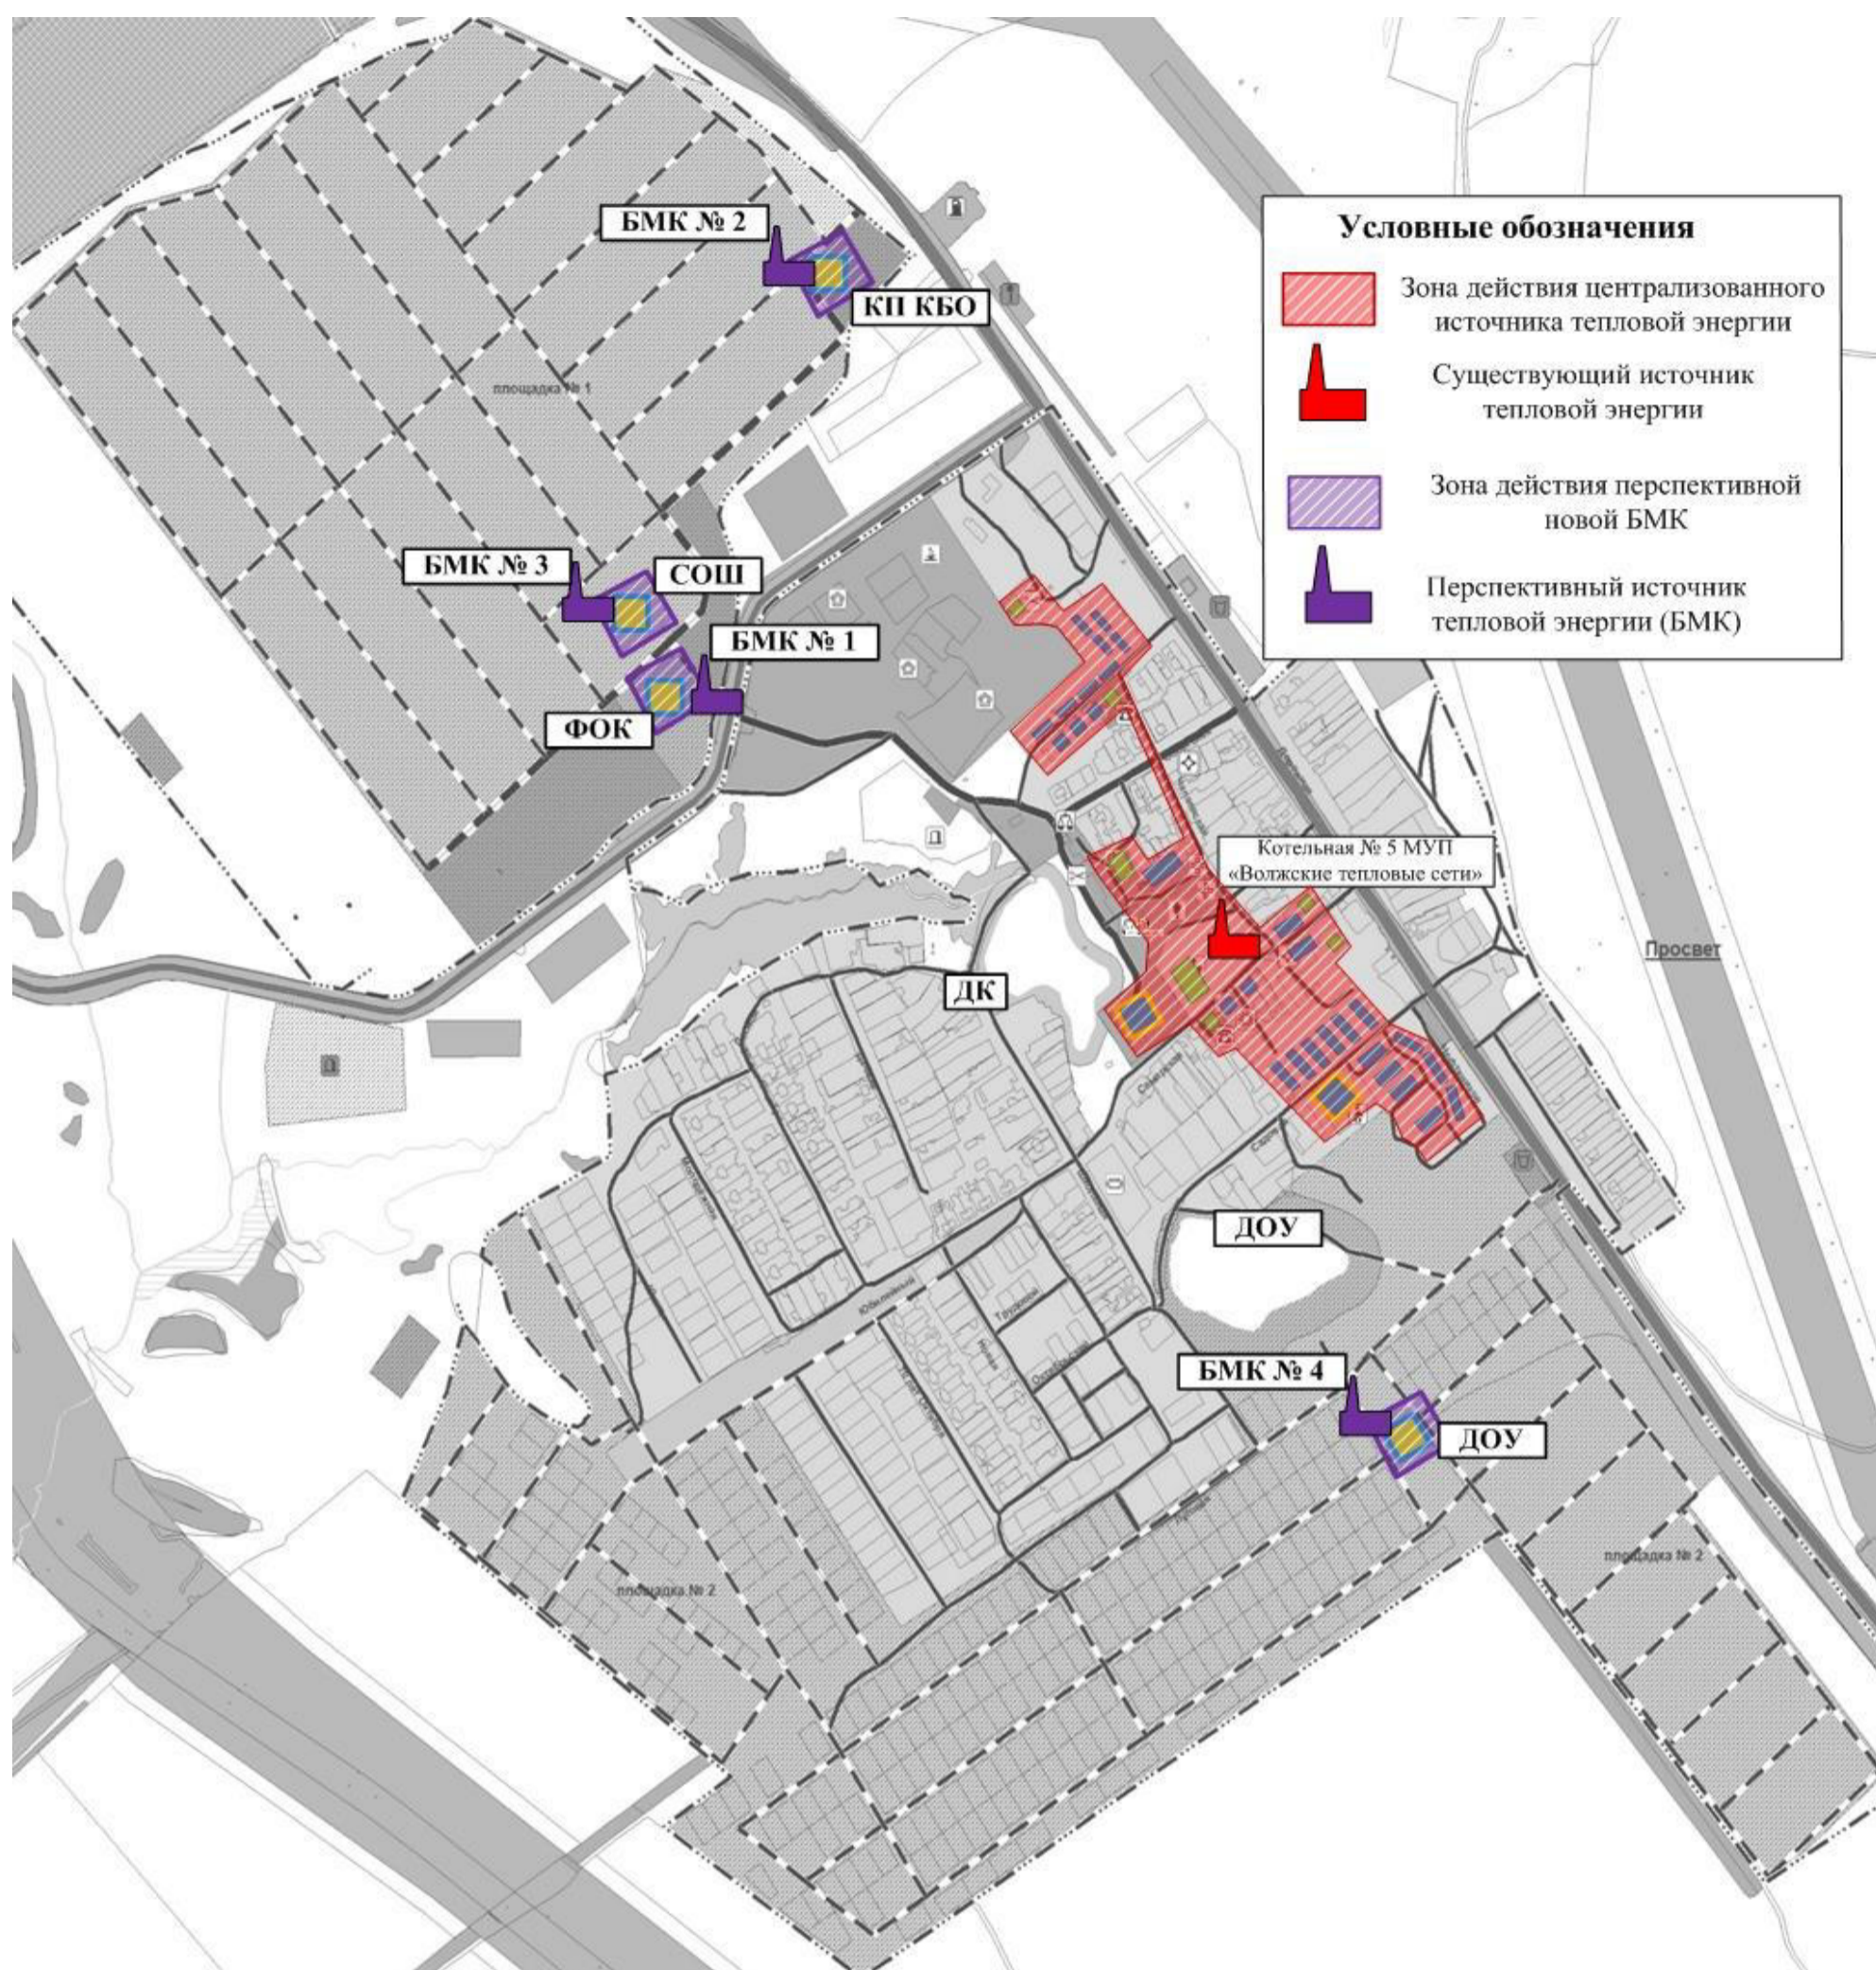 Условные обозначения
Зона действия централизованного
источника тепловой энергии
Существующий источник
тепловой энергии
Зона действия перспективной
новой БМК
Перспективный источник
тепловой энергии (БМК)
БМК № 2
КП КБО
площадка № 1
БМК № 3
СОШ
БМК № 1
ФОК
Котельная № 5 МУП
«Волжские тепловые сети»
Просвет
ДК
ДОУ
Юбилейный
Трудовой
БМК № 4
ДОУ
площадка № 2
площадка № 2